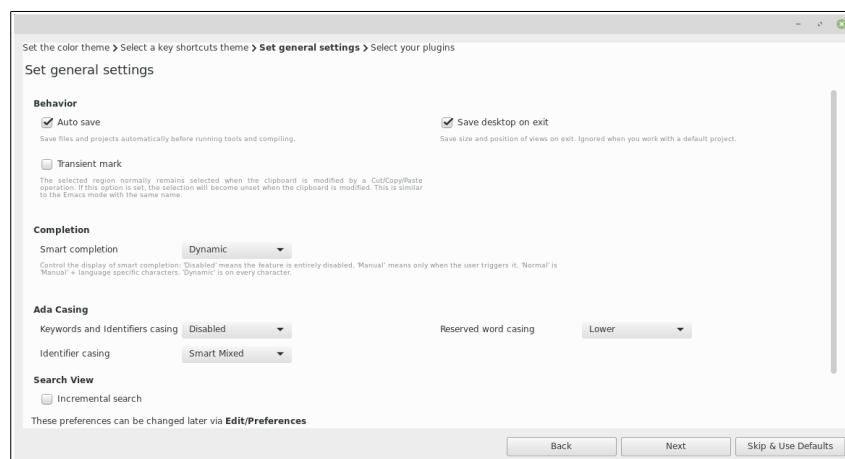 Set the color theme ❯ Select a key shortcuts theme ❯ Set general settings ❯ Select your plugins
Set general settings
Behavior
Auto save
Save desktop on exit
Save files and projects automatically before running tools and compiling.
Save size and position of views on exit. Ignored when you work with a default project.
Transient mark
The selected region normally remains selected when the clipboard is modified by a Cut/Copy/Paste
operation. If this option is set, the selection will become unset when the clipboard is modified. This is similar
to the Emacs mode with the same name.
Completion
Smart completion Dynamic
Control the display of smart completion: 'Disabled' means the feature is entirely disabled. 'Manual' means only when the user triggers it. 'Normal' is
'Manual' + language specific characters. 'Dynamic' is on every character.
Ada Casing
Keywords and Identifiers casing Disabled
Reserved word casing Lower
Identifier casing Smart Mixed
Search View
Incremental search
These preferences can be changed later via Edit/Preferences
Back Next Skip & Use Defaults